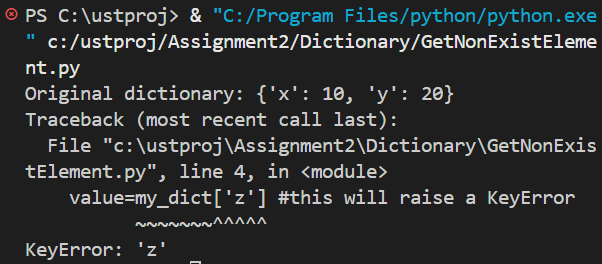 PS C:\ustproj> & "C:/Program Files/python/python.exe
" c:/ustproj/Assignment2/Dictionary/GetNonExistEleme
nt.py
Original dictionary: {'x': 10, 'y': 20}
Traceback (most recent call last):
  File "c:\ustproj\Assignment2\Dictionary\GetNonExis
tElement.py", line 4, in <module>
    value=my_dict['z'] #this will raise a KeyError
          ~~~~~~~^^^^^
KeyError: 'z'